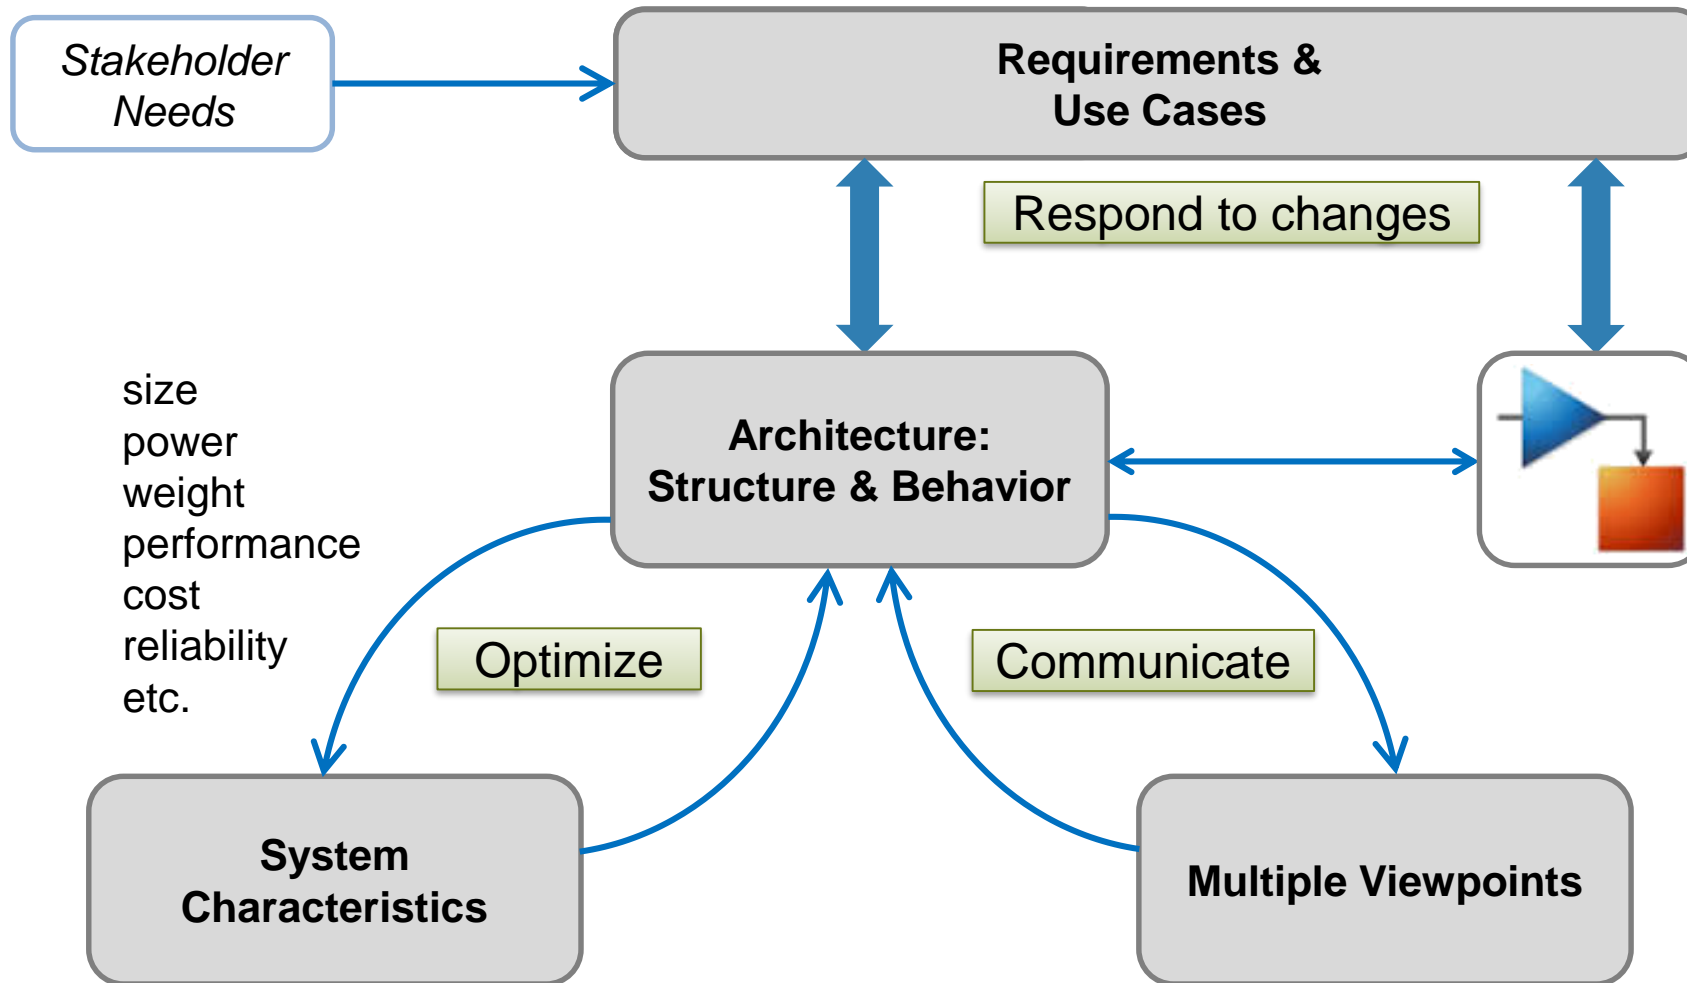 Stakeholder
Needs
Requirements &
Use Cases
Respond to changes
size
power
weight
performance
cost
reliability
etc.
Architecture:
Structure & Behavior
Optimize
Communicate
System
Characteristics
Multiple Viewpoints